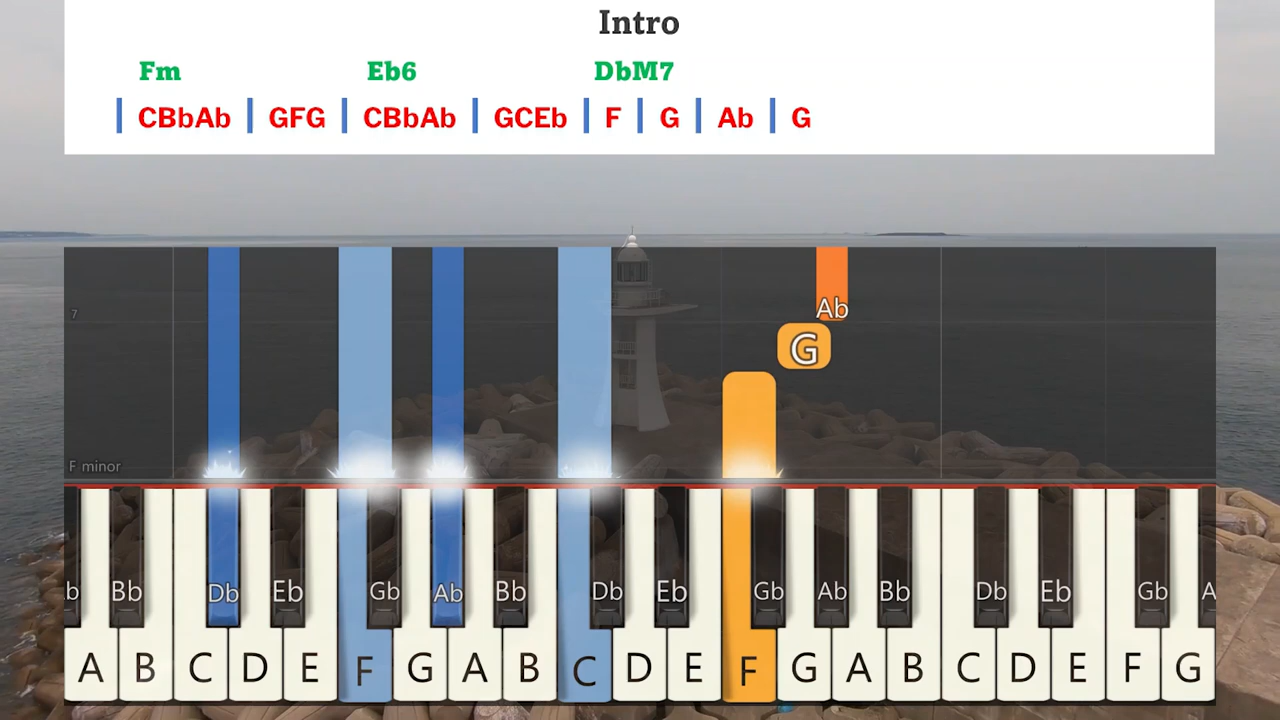 Intro
Fm Eb6 DbM7
| CBbAb | GFG | CBbAb | GCEb | F | G | Ab | G
Ab
7
G
F minor
b Bb Db Eb Gb Ab Bb Db Eb Gb Ab Bb Db Eb Gb A
A B C D E F G A B C D E F G A B C D E F G